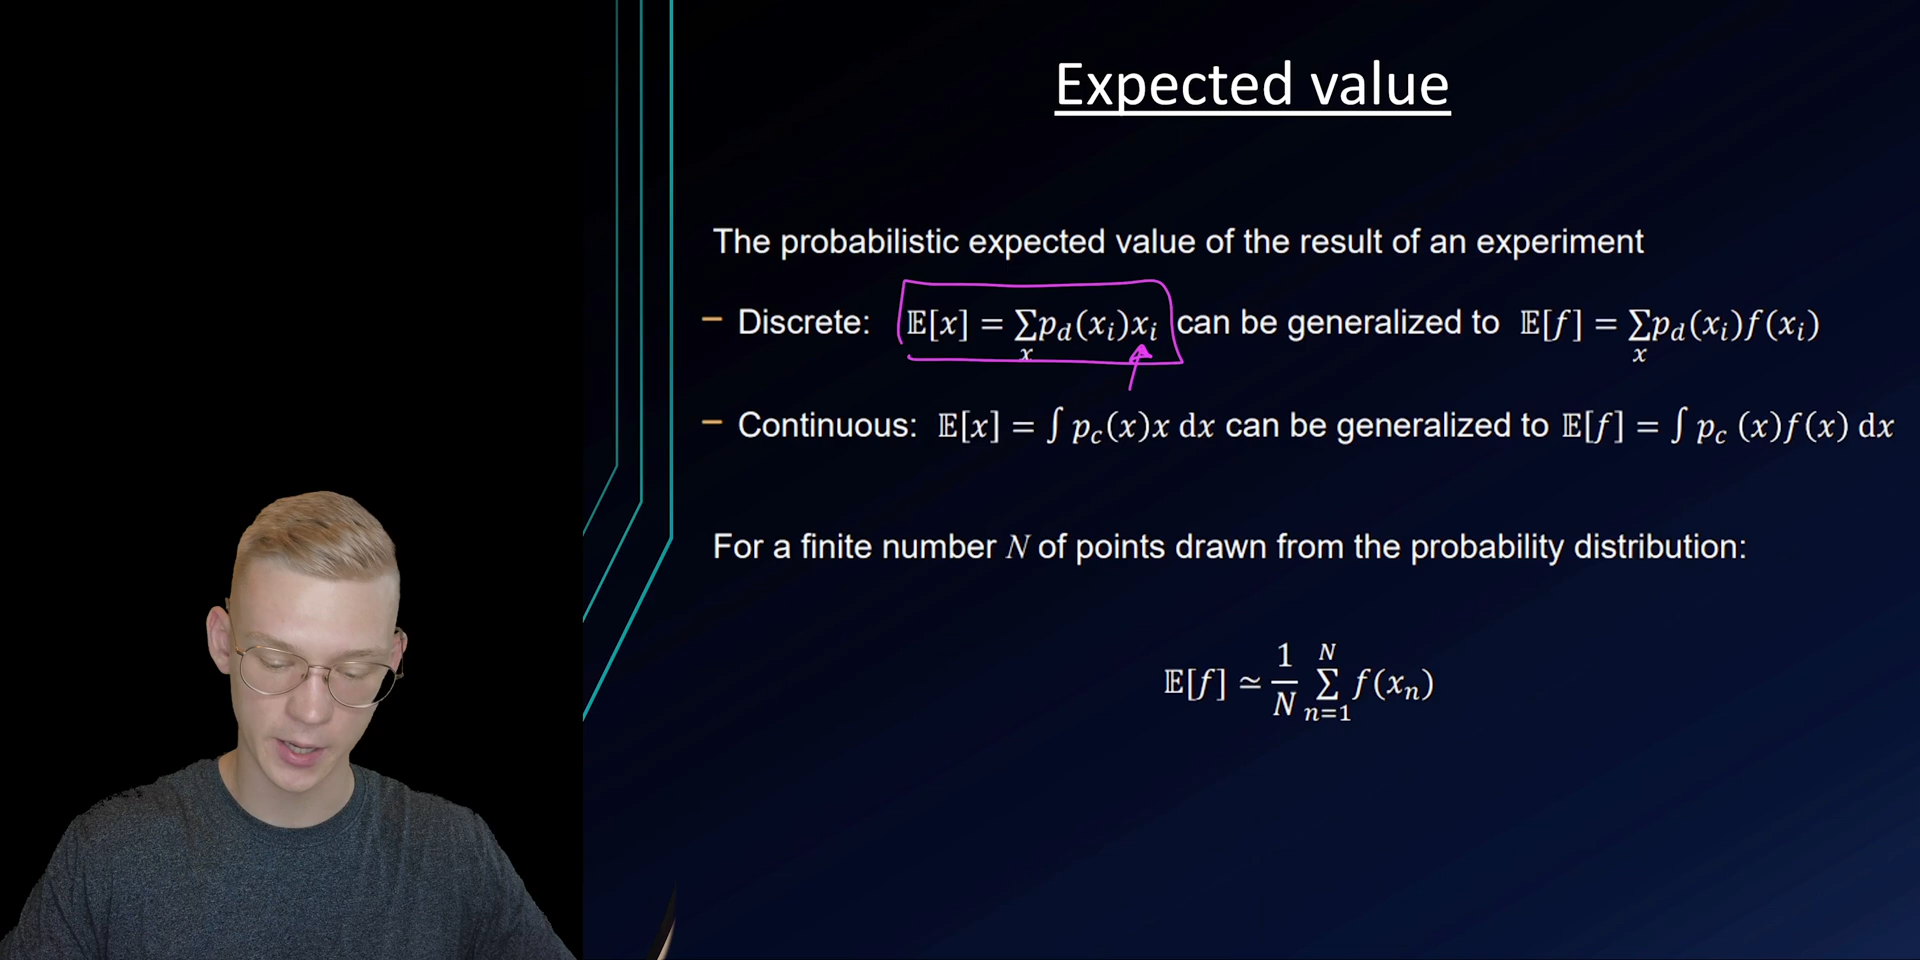 Expected value
The probabilistic expected value of the result of an experiment
– Discrete: 𝔼[x] = ∑ₓ p_d(x_i)x_i can be generalized to 𝔼[f] = ∑ₓ p_d(x_i)f(x_i)
– Continuous: 𝔼[x] = ∫ p_c(x)x dx can be generalized to 𝔼[f] = ∫ p_c (x)f(x) dx
For a finite number N of points drawn from the probability distribution:
𝔼[f] ≃ 1/N ∑_{n=1}^{N} f(x_n)